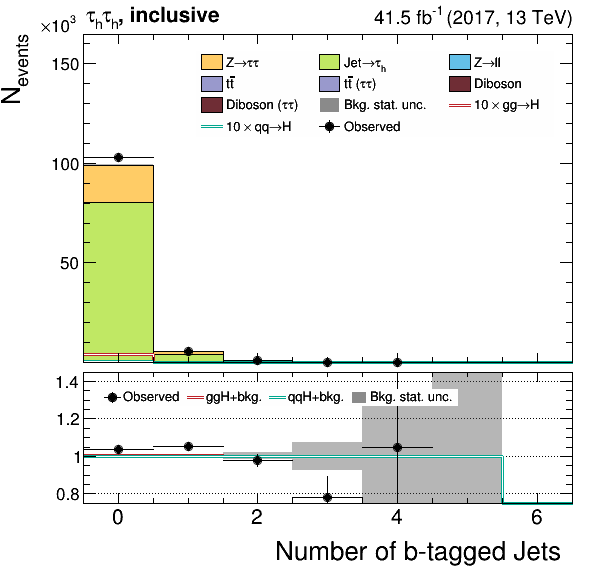 τhτh, inclusive
41.5 fb-1 (2017, 13 TeV)
×10³
Nevents
Z→ττ
Jet→τh
Z→ll
tt̄
tt̄ (ττ)
Diboson
Diboson (ττ)
Bkg. stat. unc.
10 × gg→H
10 × qq→H
Observed
150
100
50
1.4
1.2
1
0.8
Observed
ggH+bkg.
qqH+bkg.
Bkg. stat. unc.
0
2
4
6
Number of b-tagged Jets